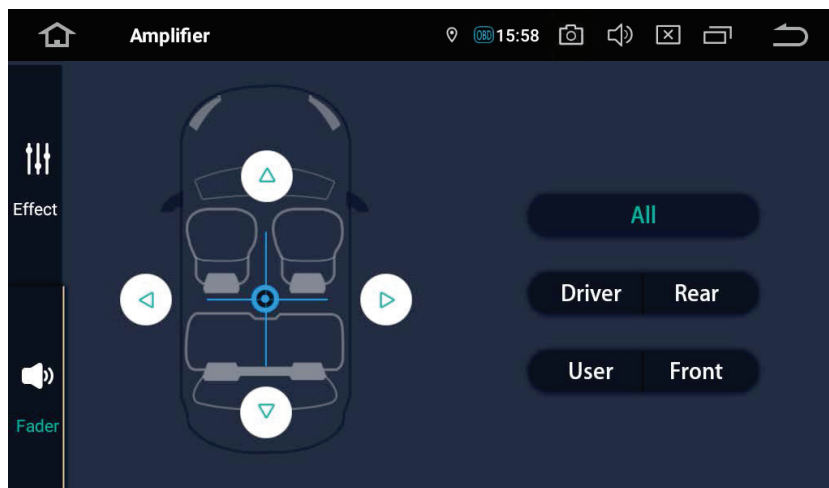 Amplifier
OBD 15:58
Effect
Fader
All
Driver Rear
User Front